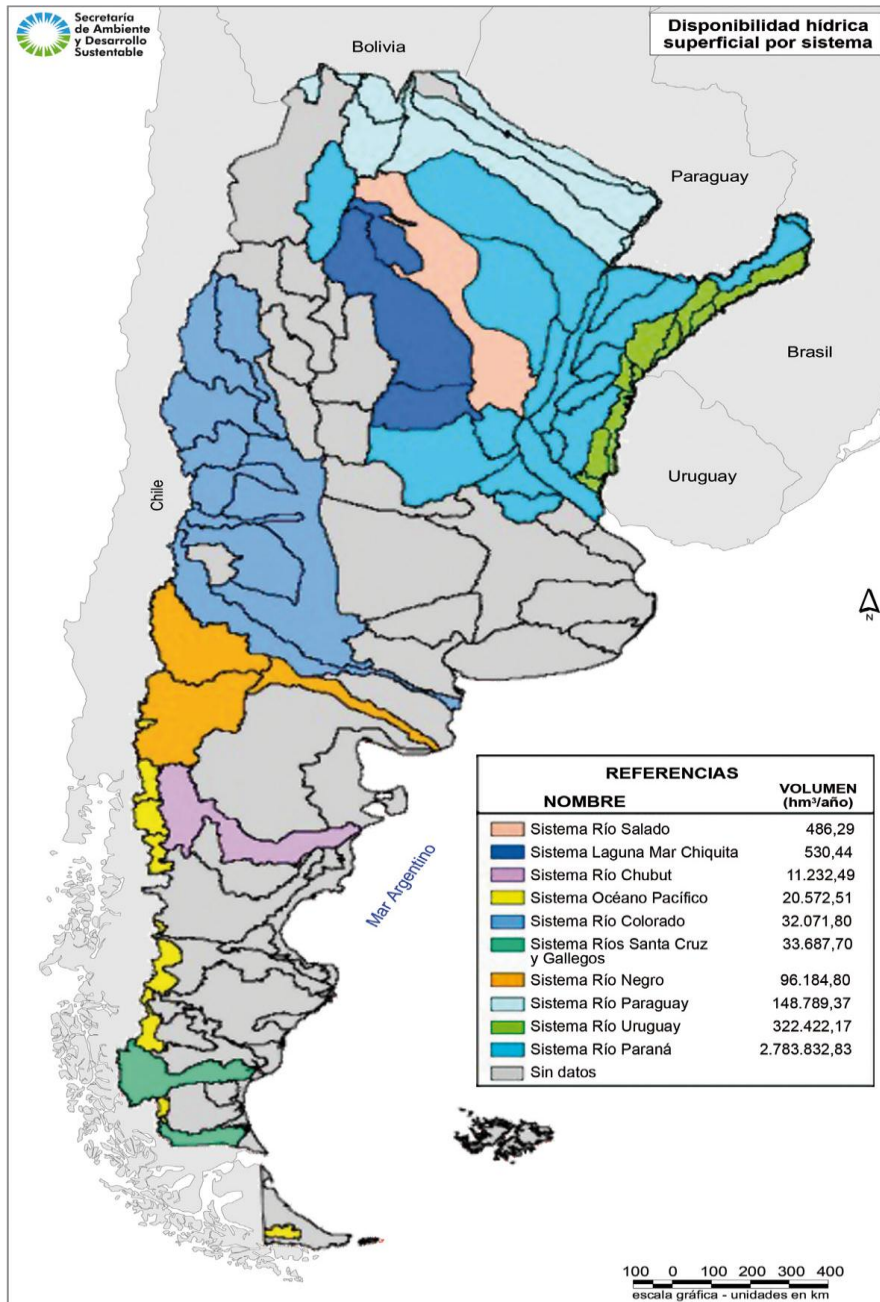 Secretaría
de Ambiente
y Desarrollo
Sustentable
Disponibilidad hídrica
superficial por sistema
Bolivia
Paraguay
Brasil
Uruguay
Chile
N
Mar Argentino
REFERENCIAS
NOMBRE
VOLUMEN
(hm³/año)
Sistema Río Salado 486,29
Sistema Laguna Mar Chiquita 530,44
Sistema Río Chubut 11.232,49
Sistema Océano Pacífico 20.572,51
Sistema Río Colorado 32.071,80
Sistema Ríos Santa Cruz 33.687,70
y Gallegos
Sistema Río Negro 96.184,80
Sistema Río Paraguay 148.789,37
Sistema Río Uruguay 322.422,17
Sistema Río Paraná 2.783.832,83
Sin datos
100 0 100 200 300 400
escala gráfica - unidades en km